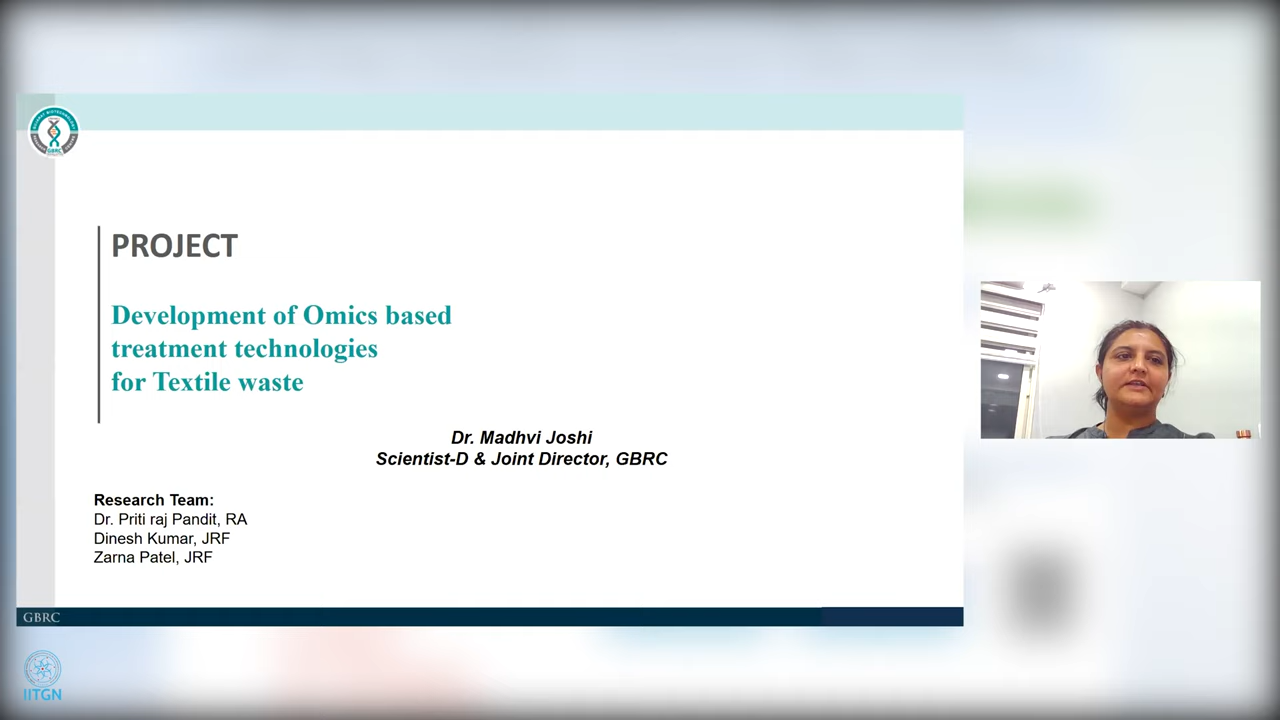 PROJECT
Development of Omics based
treatment technologies
for Textile waste
Dr. Madhvi Joshi
Scientist-D & Joint Director, GBRC
Research Team:
Dr. Priti raj Pandit, RA
Dinesh Kumar, JRF
Zarna Patel, JRF
GBRC
IITGN